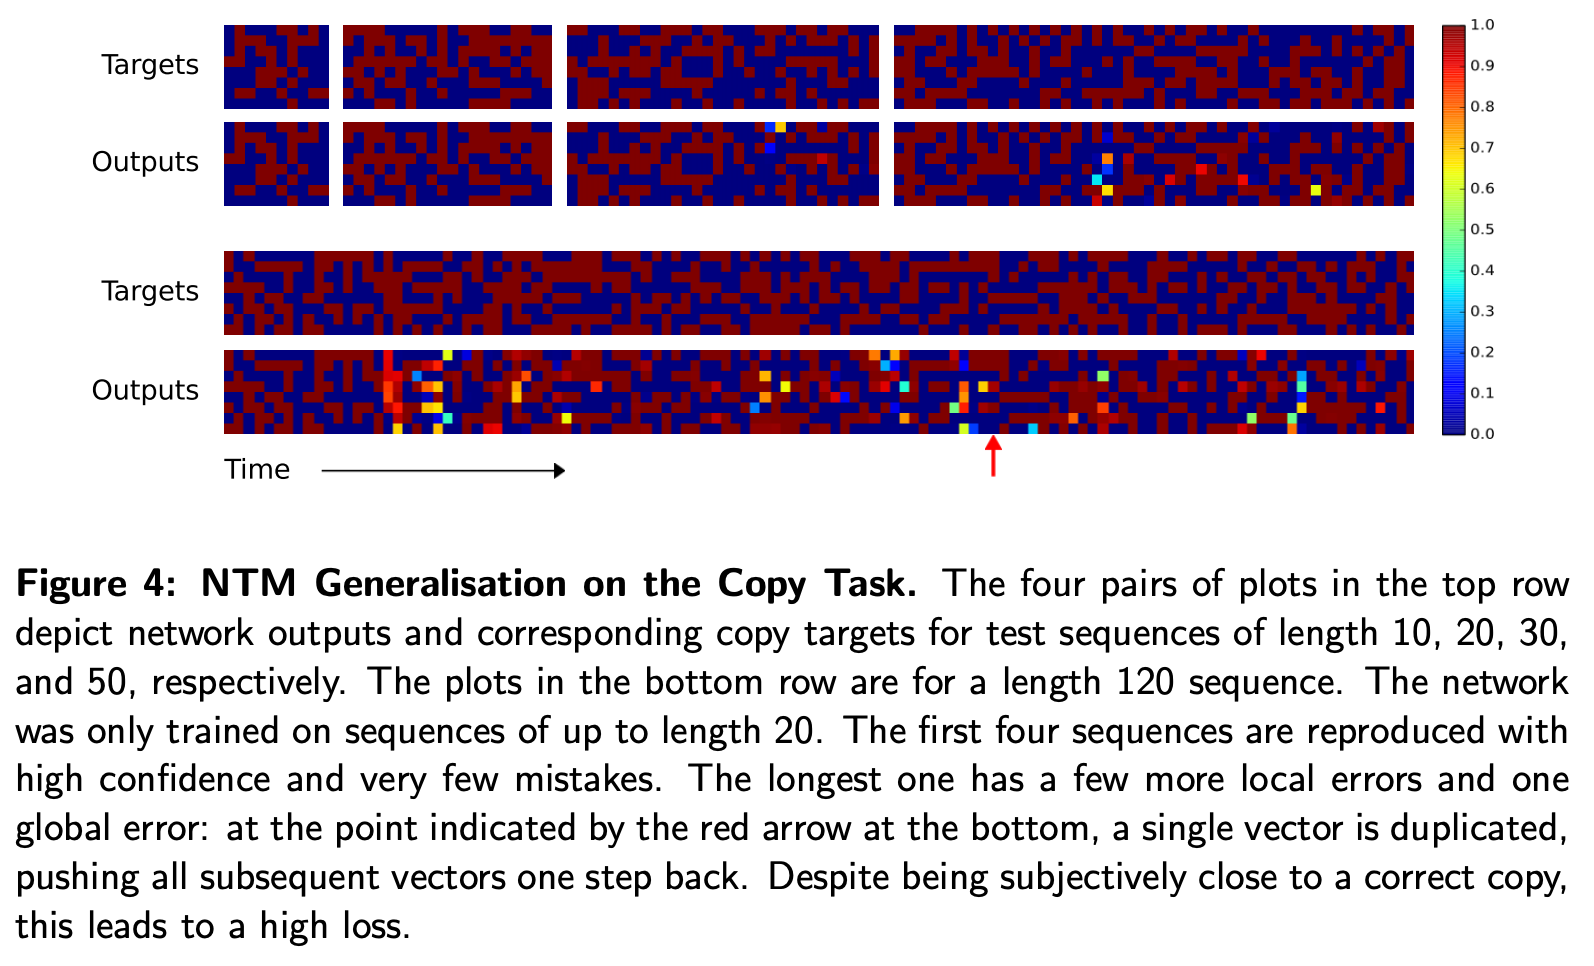 Targets
Outputs
Targets
Outputs
Time
1.0
0.9
0.8
0.7
0.6
0.5
0.4
0.3
0.2
0.1
0.0
Figure 4: NTM Generalisation on the Copy Task. The four pairs of plots in the top row
depict network outputs and corresponding copy targets for test sequences of length 10, 20, 30,
and 50, respectively. The plots in the bottom row are for a length 120 sequence. The network
was only trained on sequences of up to length 20. The first four sequences are reproduced with
high confidence and very few mistakes. The longest one has a few more local errors and one
global error: at the point indicated by the red arrow at the bottom, a single vector is duplicated,
pushing all subsequent vectors one step back. Despite being subjectively close to a correct copy,
this leads to a high loss.